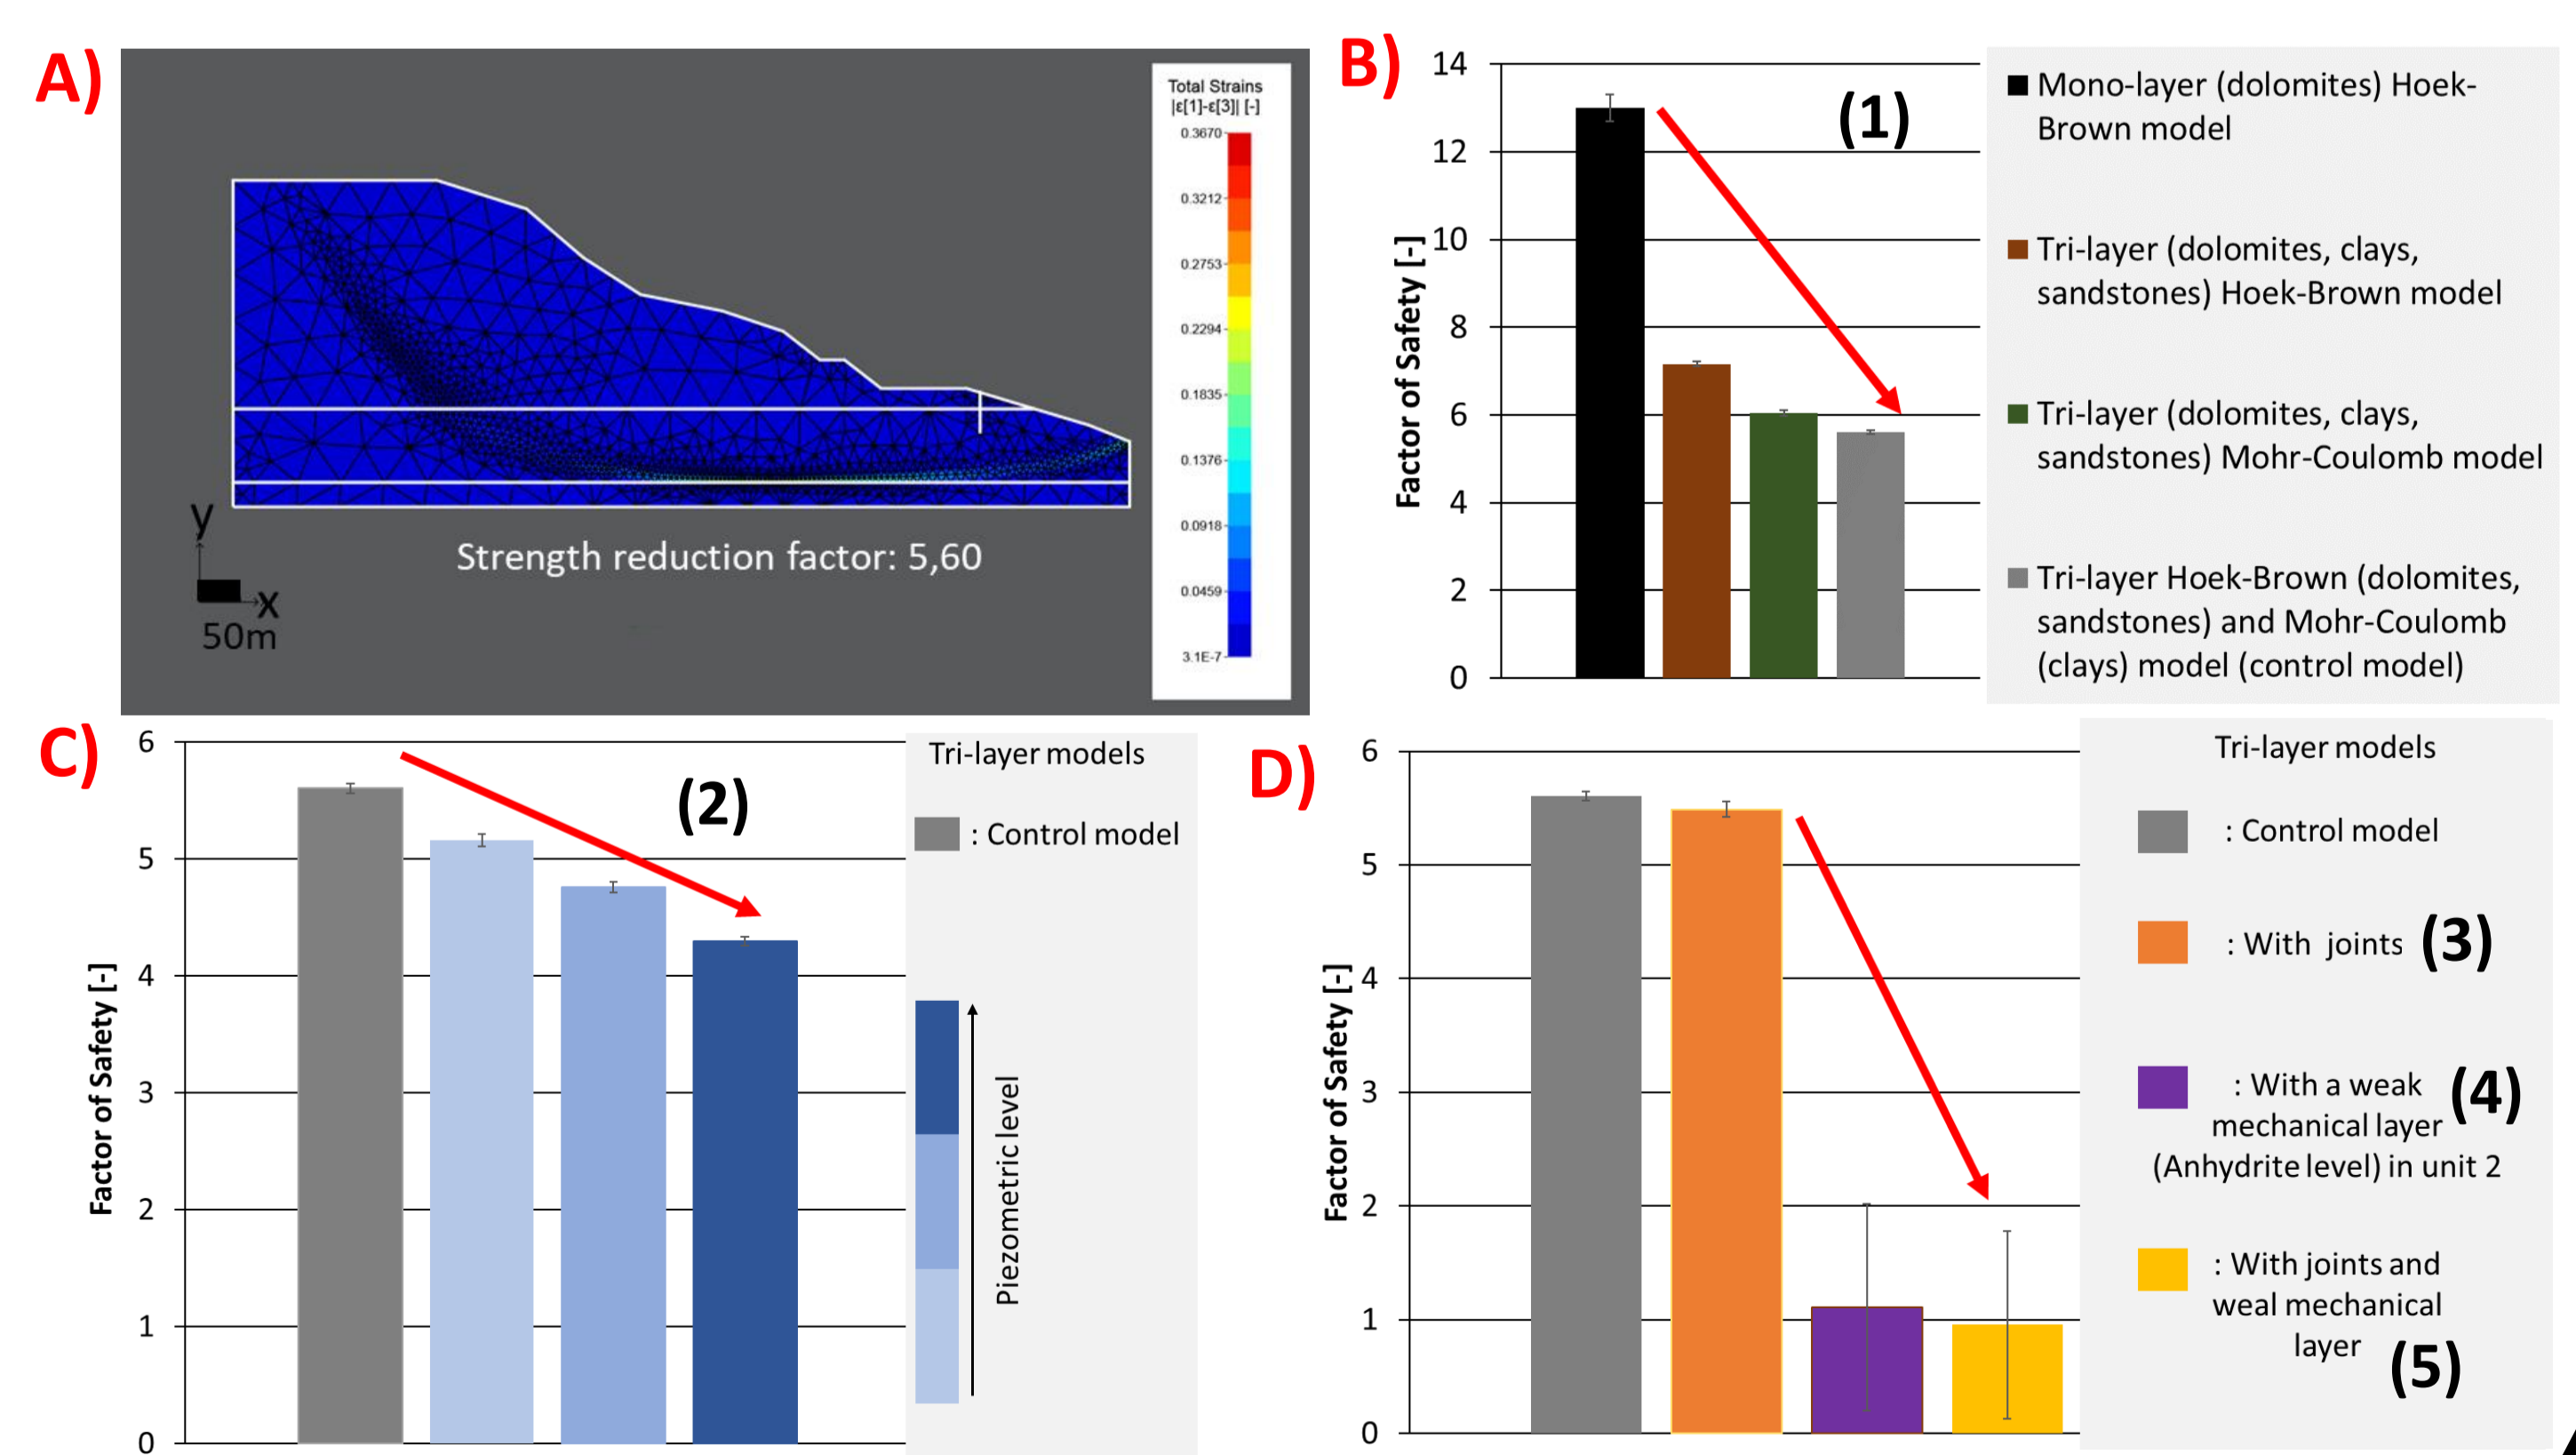 A)
Total Strains
|ε[1]-ε[3]| [-]
0.3670
0.3212
0.2753
0.2294
0.1835
0.1376
0.0918
0.0459
3.1E-7
y
x
50m
Strength reduction factor: 5,60
B)
14
12
10
8
6
4
2
0
Factor of Safety [-]
(1)
Mono-layer (dolomites) Hoek-
Brown model
Tri-layer (dolomites, clays,
sandstones) Hoek-Brown model
Tri-layer (dolomites, clays,
sandstones) Mohr-Coulomb model
Tri-layer Hoek-Brown (dolomites,
sandstones) and Mohr-Coulomb
(clays) model (control model)
C)
6
5
4
3
2
1
0
Factor of Safety [-]
(2)
Tri-layer models
: Control model
Piezometric level
D)
6
5
4
3
2
1
0
Factor of Safety [-]
Tri-layer models
: Control model
: With joints (3)
: With a weak (4)
mechanical layer
(Anhydrite level) in unit 2
: With joints and
weal mechanical
layer (5)